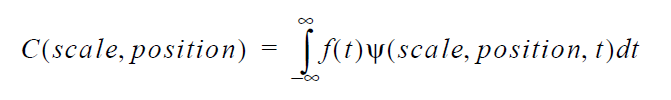 C(scale, position) = ∫_{-∞}^{∞} f(t)ψ(scale, position, t)dt